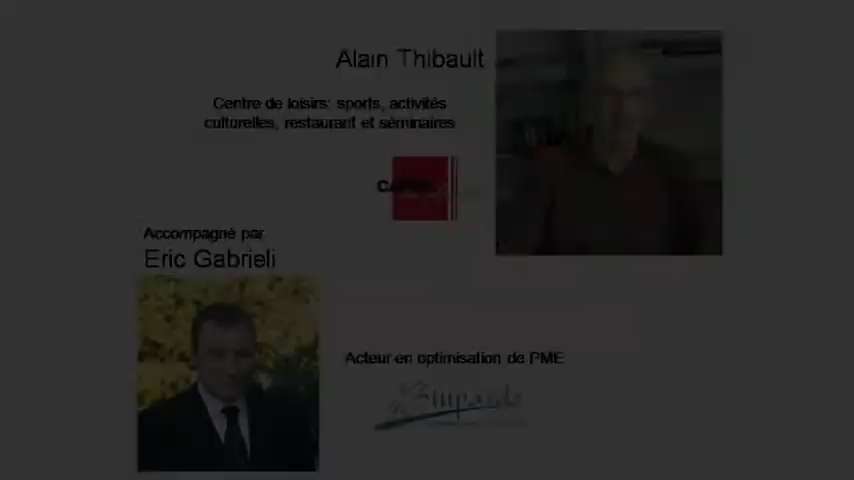 Alain Thibault
Centre de loisirs: sports, activités
culturelles, restaurant et séminaires
Accompagné par
Eric Gabrieli
Acteur en optimisation de PME